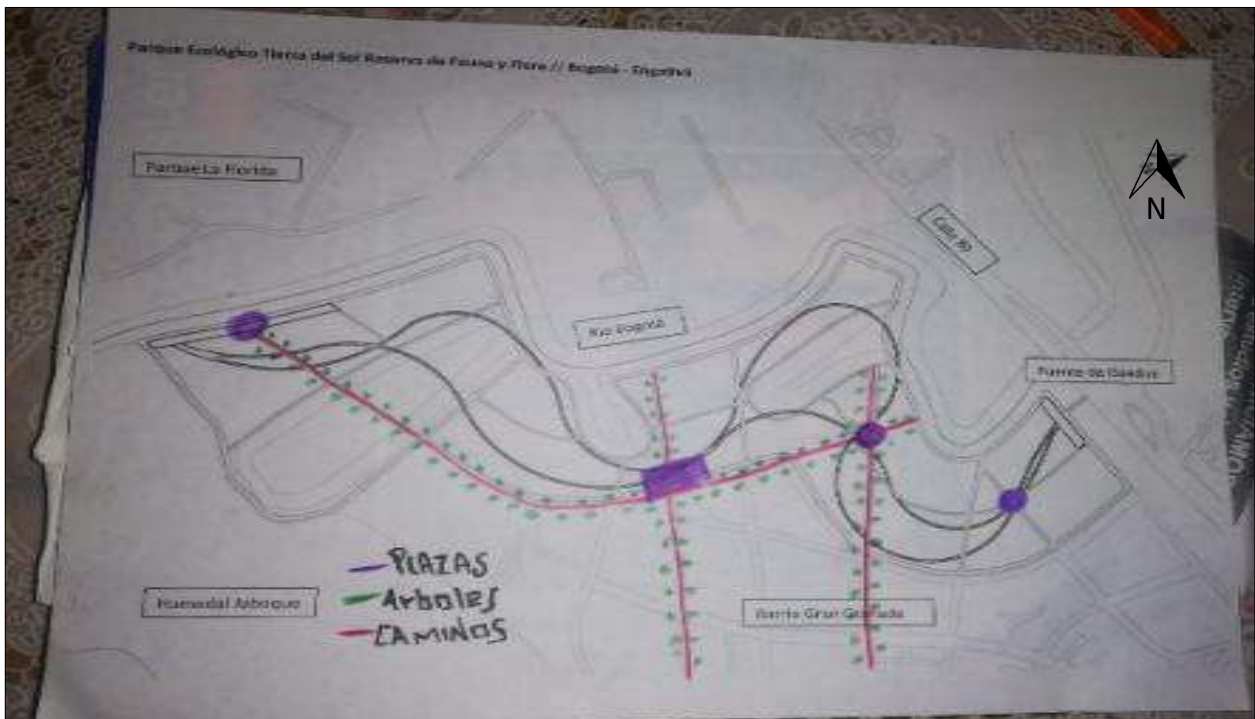 Parque Ecológico Tierra del Sol Reserva de Fauna y Flora // Bogotá - Engativá
Parque La Florida
N
Calle 80
Rio Bogotá
Puente de Guadua
PLAZAS
Arboles
CAMINOS
Humedal Jaboque
Barrio Gran Granada